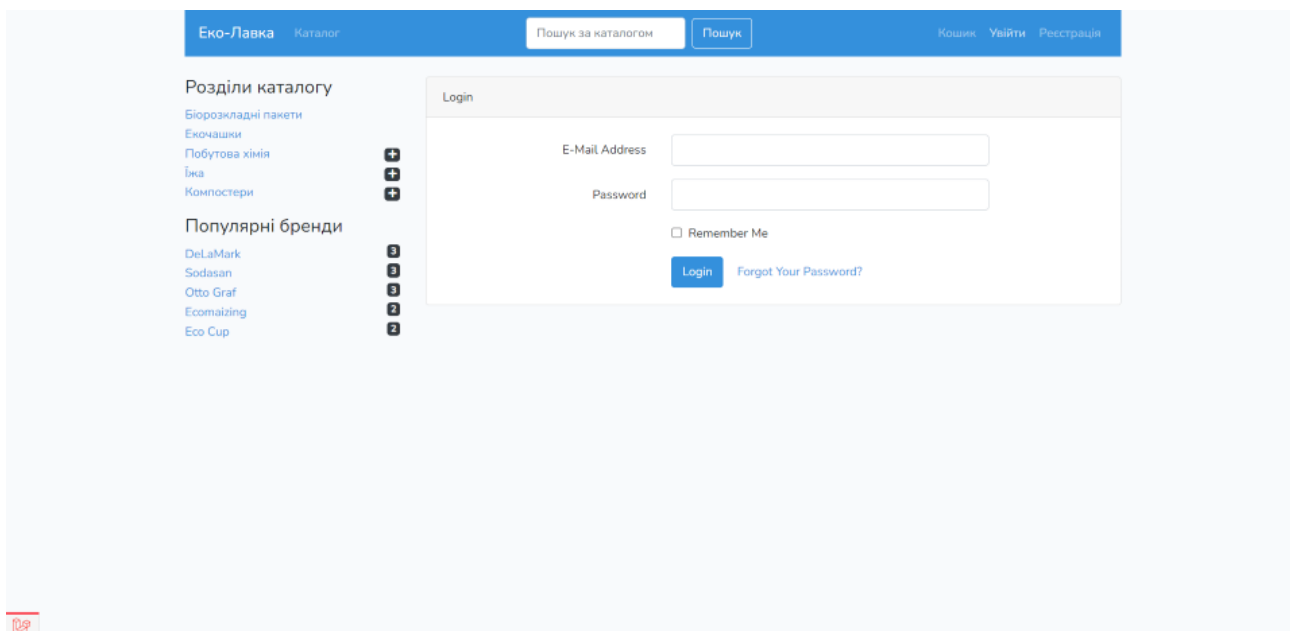 Еко-Лавка Каталог Пошук за каталогом Пошук Кошик Увійти Реєстрація
Розділи каталогу
Біорозкладні пакети
Екочашки
Побутова хімія
Їжа
Компостери
Популярні бренди
DeLaMark 3
Sodasan 3
Otto Graf 3
Ecomaizing 2
Eco Cup 2
Login
E-Mail Address
Password
Remember Me
Login Forgot Your Password?